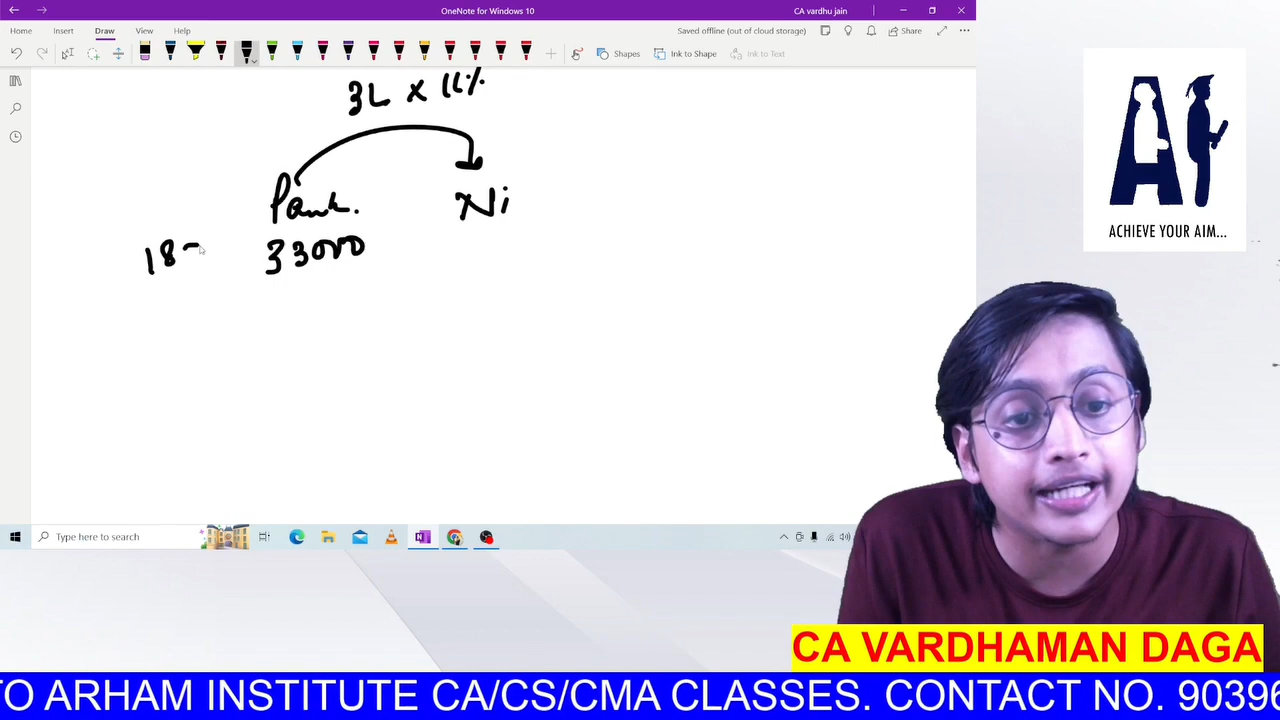 OneNote for Windows 10
CA vardhu jain
Home Insert Draw View Help
Saved offline (out of cloud storage)
Share
Shapes
Ink to Shape
Ink to Text
3L x 11%
Pank.
Ni
18
33000
ACHIEVE YOUR AIM...
Type here to search
CA VARDHAMAN DAGA
TO ARHAM INSTITUTE CA/CS/CMA CLASSES. CONTACT NO. 90396